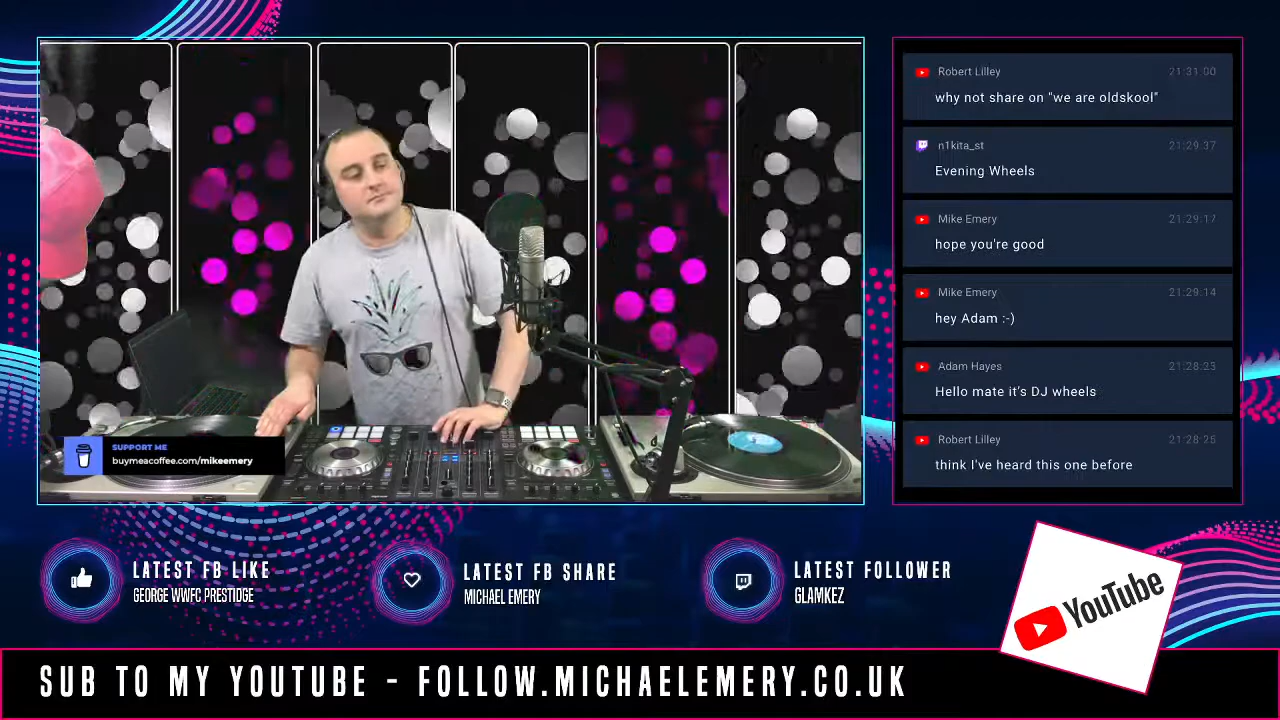 SUPPORT ME
buymeacoffee.com/mikeemery
Robert Lilley 21:31:00
why not share on "we are oldskool"
n1kita_st 21:29:37
Evening Wheels
Mike Emery 21:29:17
hope you're good
Mike Emery 21:29:14
hey Adam :-)
Adam Hayes 21:28:25
Hello mate it's DJ wheels
Robert Lilley 21:28:25
think I've heard this one before
LATEST FB LIKE
GEORGE WWFC PRESTIDGE
LATEST FB SHARE
MICHAEL EMERY
LATEST FOLLOWER
GLAMKEZ
YouTube
SUB TO MY YOUTUBE - FOLLOW.MICHAELEMERY.CO.UK